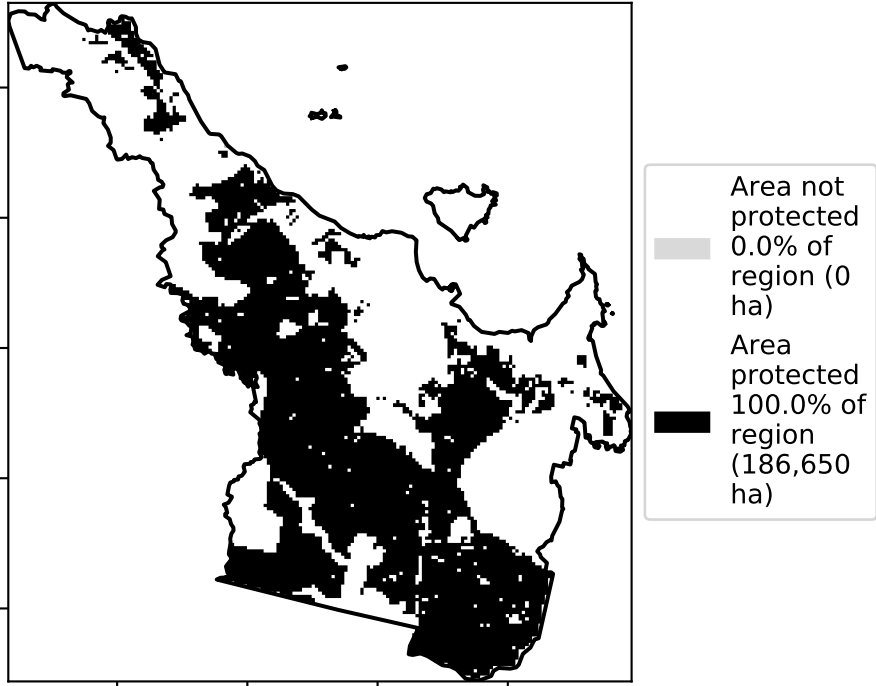 Area not
protected
0.0% of
region (0
ha)
Area
protected
100.0% of
region
(186,650
ha)